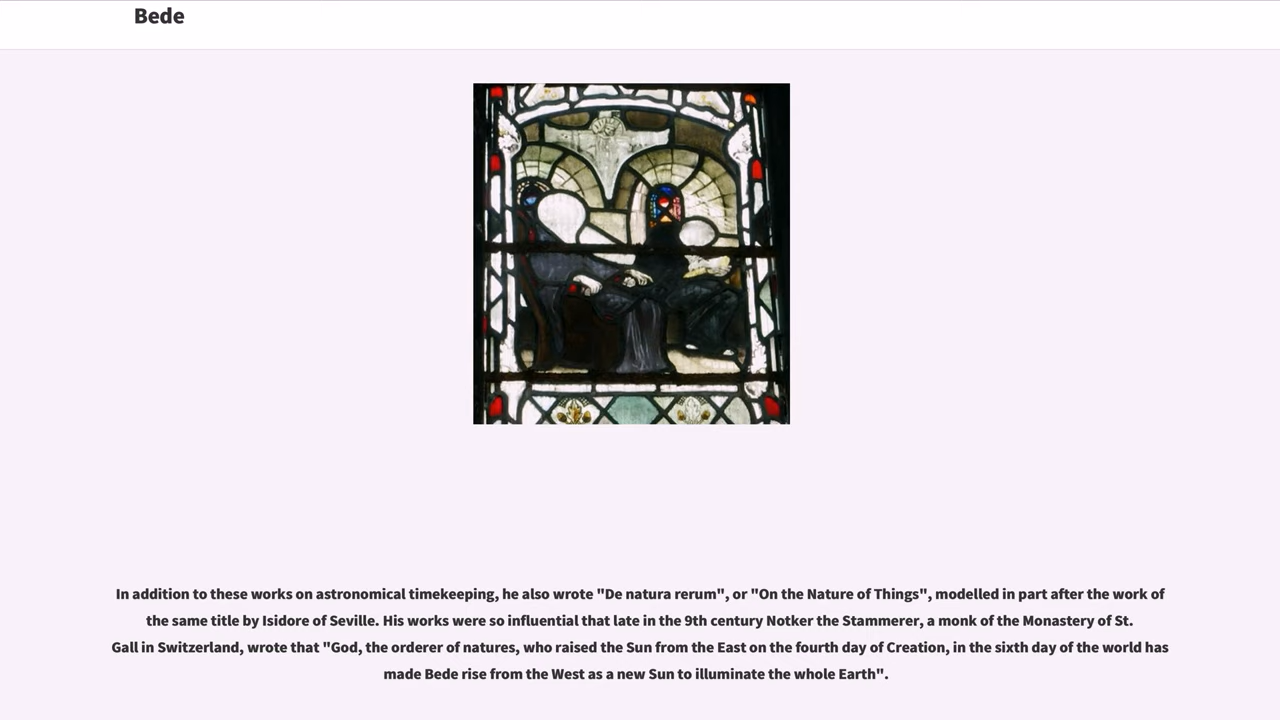 Bede
In addition to these works on astronomical timekeeping, he also wrote "De natura rerum", or "On the Nature of Things", modelled in part after the work of
the same title by Isidore of Seville. His works were so influential that late in the 9th century Notker the Stammerer, a monk of the Monastery of St.
Gall in Switzerland, wrote that "God, the orderer of natures, who raised the Sun from the East on the fourth day of Creation, in the sixth day of the world has
made Bede rise from the West as a new Sun to illuminate the whole Earth".